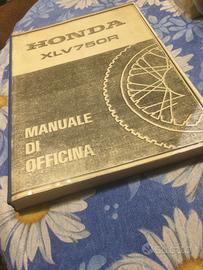 HONDA
XLV750R
MANUALE
DI
OFFICINA